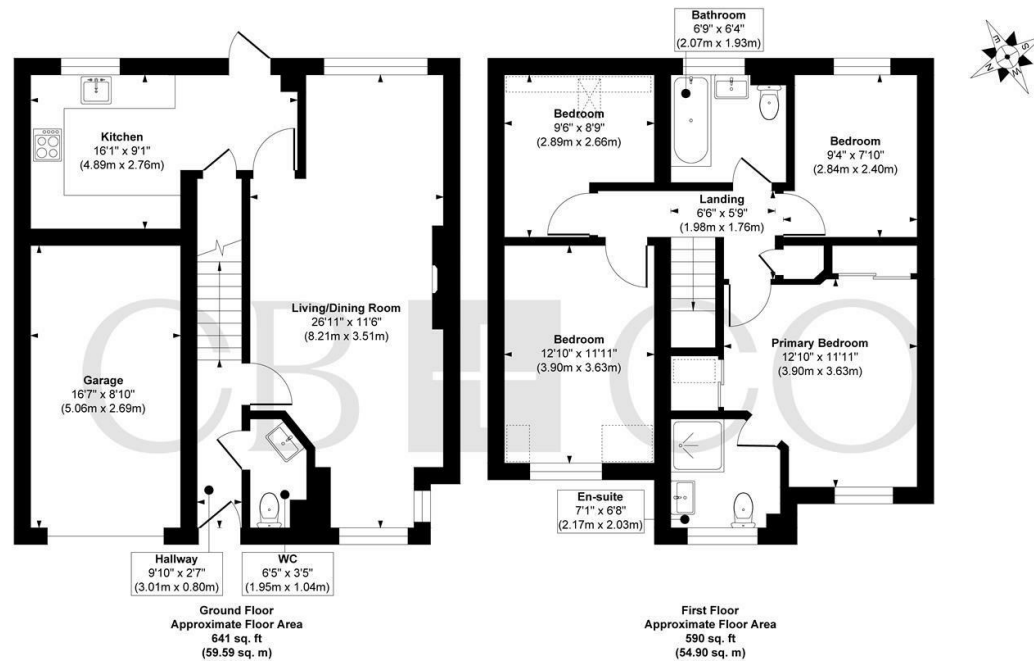 Bathroom
6'9" x 6'4"
(2.07m x 1.93m)
Kitchen
16'1" x 9'1"
(4.89m x 2.76m)
Living/Dining Room
26'11" x 11'6"
(8.21m x 3.51m)
Garage
16'7" x 8'10"
(5.06m x 2.69m)
Hallway
9'10" x 2'7"
(3.01m x 0.80m)
WC
6'5" x 3'5"
(1.95m x 1.04m)
Ground Floor
Approximate Floor Area
641 sq. ft
(59.59 sq. m)
Bedroom
9'6" x 8'9"
(2.89m x 2.66m)
Bedroom
9'4" x 7'10"
(2.84m x 2.40m)
Landing
6'6" x 5'9"
(1.98m x 1.76m)
Bedroom
12'10" x 11'11"
(3.90m x 3.63m)
Primary Bedroom
12'10" x 11'11"
(3.90m x 3.63m)
En-suite
7'1" x 6'8"
(2.17m x 2.03m)
First Floor
Approximate Floor Area
590 sq. ft
(54.90 sq. m)
CB CO
N
E
S
W